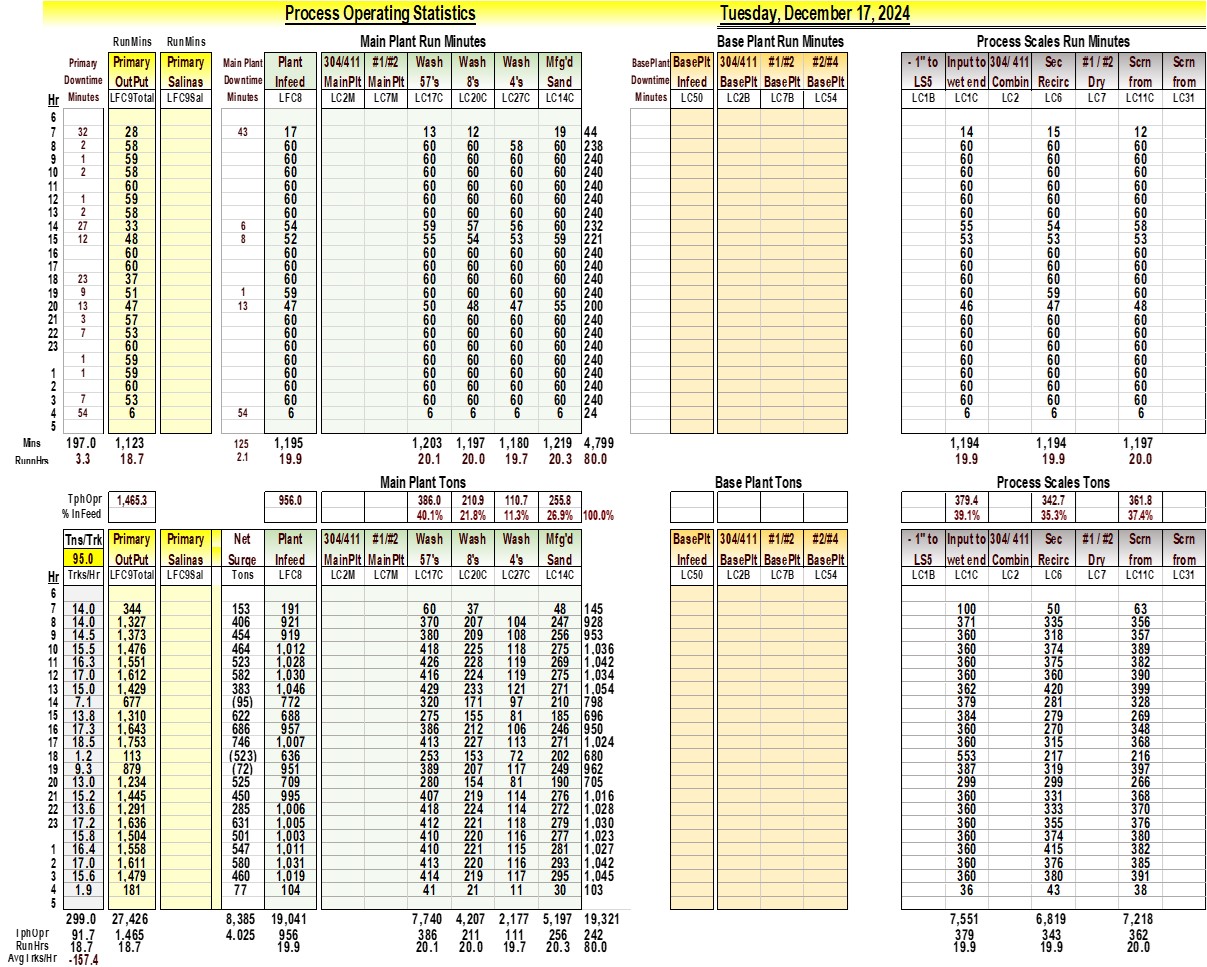 Process Operating Statistics Tuesday, December 17, 2024
RunMins RunMins Main Plant Run Minutes Base Plant Run Minutes Process Scales Run Minutes
Primary Primary Primary Main Plant Plant 304/411 #1/#2 Wash Wash Wash Mfg'd BasePlant BasePlt 304/411 #1/#2 #2/#4 - 1" to Input to 304/ 411 Sec #1 / #2 Scrn Scrn
Downtime OutPut Salinas Downtime Infeed MainPlt MainPlt 57's 8's 4's Sand Downtime Infeed BasePlt BasePlt BasePlt LS5 wet end Combin Recirc Dry from from
Hr Minutes LFC9Total LFC9Sal Minutes LFC8 LC2M LC7M LC17C LC20C LC27C LC14C Minutes LC50 LC2B LC7B LC54 LC1B LC1C LC2 LC6 LC7 LC11C LC31
6
7 32 28 43 17 13 12 19 44 14 15 12
8 2 58 60 60 60 58 60 238 60 60 60
9 1 59 60 60 60 60 60 240 60 60 60
10 2 58 60 60 60 60 60 240 60 60 60
11 60 60 60 60 60 60 240 60 60 60
12 1 59 60 60 60 60 60 240 60 60 60
13 2 58 60 60 60 60 60 240 60 60 60
14 27 33 6 54 59 57 56 60 232 55 54 58
15 12 48 8 52 55 54 53 59 221 53 53 53
16 60 60 60 60 60 60 240 60 60 60
17 60 60 60 60 60 60 240 60 60 60
18 23 37 60 60 60 60 60 240 60 60 60
19 9 51 1 59 60 60 60 60 240 60 59 60
20 13 47 13 47 50 48 47 55 200 46 47 48
21 3 57 60 60 60 60 60 240 60 60 60
22 7 53 60 60 60 60 60 240 60 60 60
23 60 60 60 60 60 60 240 60 60 60
1 59 60 60 60 60 60 240 60 60 60
1 1 59 60 60 60 60 60 240 60 60 60
2 60 60 60 60 60 60 240 60 60 60
3 7 53 60 60 60 60 60 240 60 60 60
4 54 6 54 6 6 6 6 6 24 6 6 6
5
Mins 197.0 1,123 125 1,195 1,203 1,197 1,180 1,219 4,799 1,194 1,194 1,197
RunnHrs 3.3 18.7 2.1 19.9 20.1 20.0 19.7 20.3 80.0 19.9 19.9 20.0
Main Plant Tons Base Plant Tons Process Scales Tons
TphOpr 1,465.3 956.0 386.0 210.9 110.7 255.8 379.4 342.7 361.8
% InFeed 40.1% 21.8% 11.3% 26.9% 100.0% 39.1% 35.3% 37.4%
Tns/Trk Primary Primary Net Plant 304/411 #1/#2 Wash Wash Wash Mfg'd BasePlt 304/411 #1/#2 #2/#4 - 1" to Input to 304/ 411 Sec #1 / #2 Scrn Scrn
95.0 OutPut Salinas Surge Infeed MainPlt MainPlt 57's 8's 4's Sand Infeed BasePlt BasePlt BasePlt LS5 wet end Combin Recirc Dry from from
Hr Trks/Hr LFC9Total LFC9Sal Tons LFC8 LC2M LC7M LC17C LC20C LC27C LC14C LC50 LC2B LC7B LC54 LC1B LC1C LC2 LC6 LC7 LC11C LC31
6
7 14.0 344 153 191 60 37 48 145 100 50 63
8 14.0 1,327 406 921 370 207 104 247 928 371 335 356
9 14.5 1,373 454 919 380 209 108 256 953 360 318 357
10 15.5 1,476 464 1,012 418 225 118 275 1,036 360 374 389
11 16.3 1,551 523 1,028 426 228 119 269 1,042 360 375 382
12 17.0 1,612 582 1,030 416 224 119 275 1,034 360 360 390
13 15.0 1,429 383 1,046 429 233 121 271 1,054 362 420 399
14 7.1 677 (95) 772 320 171 97 210 798 379 281 328
15 13.8 1,310 622 688 275 155 81 185 696 384 279 269
16 17.3 1,643 686 957 386 212 106 246 950 360 270 348
17 18.5 1,753 746 1,007 413 227 113 271 1,024 360 315 368
18 1.2 113 (523) 636 253 153 72 202 680 553 217 216
19 9.3 879 (72) 951 389 207 117 249 962 387 319 397
20 13.0 1,234 525 709 280 154 81 190 705 299 299 266
21 15.2 1,445 450 995 407 219 114 276 1,016 360 331 368
22 13.6 1,291 285 1,006 418 224 114 272 1,028 360 333 370
23 17.2 1,636 631 1,005 412 221 118 279 1,030 360 355 376
15.8 1,504 501 1,003 410 220 116 277 1,023 360 374 380
1 16.4 1,558 547 1,011 410 221 115 281 1,027 360 415 382
2 17.0 1,611 580 1,031 413 220 116 293 1,042 360 376 385
3 15.6 1,479 460 1,019 414 219 117 295 1,045 360 380 391
4 1.9 181 77 104 41 21 11 30 103 36 43 38
5
299.0 27,426 8,385 19,041 7,740 4,207 2,177 5,197 19,321 7,551 6,819 7,218
TphOpr 91.7 1,465 4.025 956 386 211 111 256 242 379 343 362
RunHrs 18.7 18.7 19.9 20.1 20.0 19.7 20.3 80.0 19.9 19.9 20.0
AvgTrks/Hr -157.4